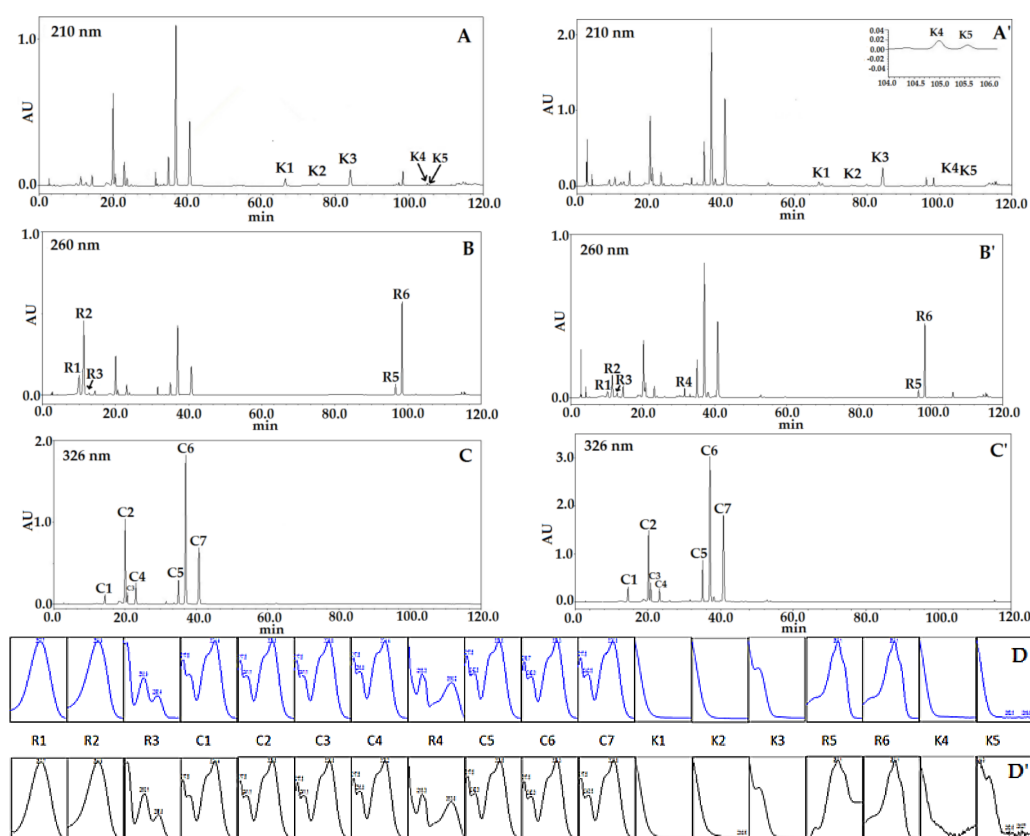 210 nm
A
1.0
AU
0.0
K1
K2
K3
K4
K5
0.0 20.0 40.0 60.0 80.0 100.0 120.0
min
210 nm
A'
2.0
1.0
AU
0.0
K1
K2
K3
K4
K5
0.0 20.0 40.0 60.0 80.0 100.0 120.0
min
0.04
0.02
0.00
-0.02
-0.04
K4
K5
104.0 104.5 105.0 105.5 106.0
260 nm
B
1.0
AU
0.0
R1
R2
R3
R5
R6
0.0 20.0 40.0 60.0 80.0 100.0 120.0
min
260 nm
B'
1.0
AU
0.0
R1
R2
R3
R4
R5
R6
0.0 20.0 40.0 60.0 80.0 100.0 120.0
min
326 nm
C
2.0
1.0
AU
0.0
C1
C2
C3
C4
C5
C6
C7
0.0 20.0 40.0 60.0 80.0 100.0 120.0
min
326 nm
C'
3.0
2.0
1.0
AU
0.0
C1
C2
C3
C4
C5
C6
C7
0.0 20.0 40.0 60.0 80.0 100.0 120.0
min
D
R1 R2 R3 C1 C2 C3 C4 R4 C5 C6 C7 K1 K2 K3 R5 R6 K4 K5
D'